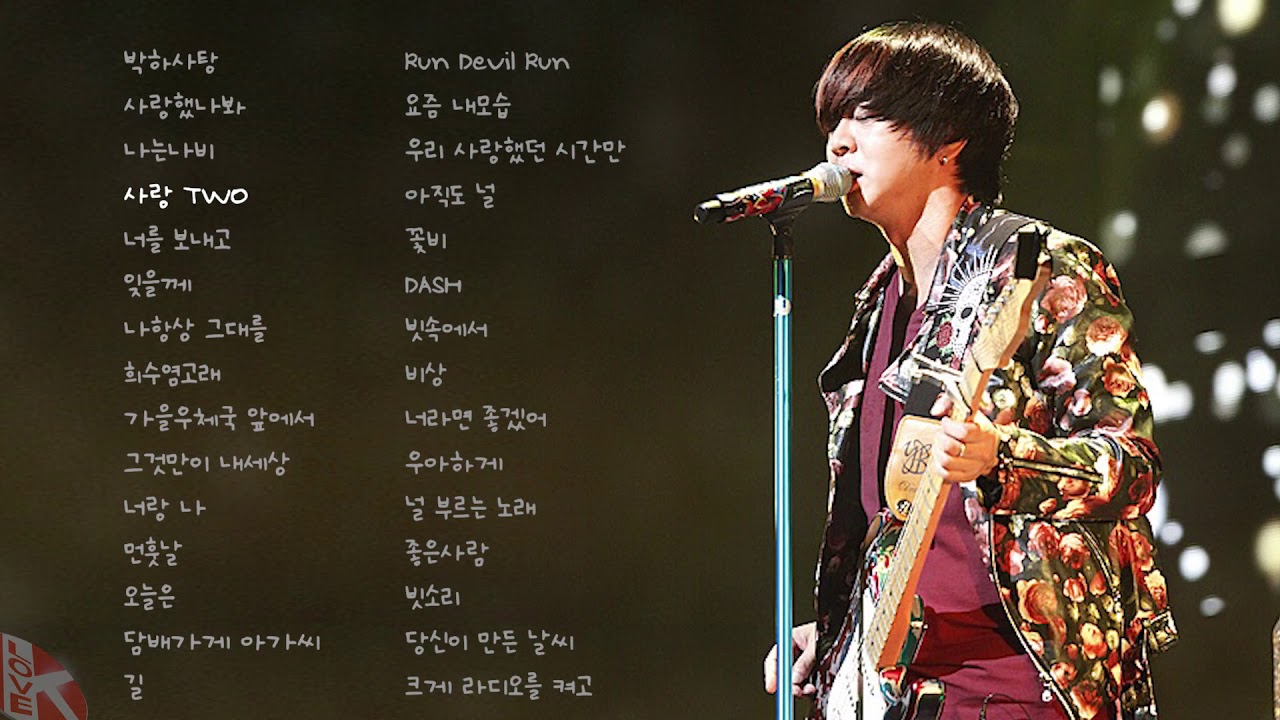 박하사탕
사랑했나봐
나는나비
사랑 TWO
너를 보내고
잊을께
나항상 그대를
희수염고래
가을우체국 앞에서
그것만이 내세상
너랑 나
먼훗날
오늘은
담배가게 아가씨
길
Run Devil Run
요즘 내모습
우리 사랑했던 시간만
아직도 널
꽃비
DASH
빗속에서
비상
너라면 좋겠어
우아하게
널 부르는 노래
좋은사람
빗소리
당신이 만든 날씨
크게 라디오를 켜고
LOVE
K